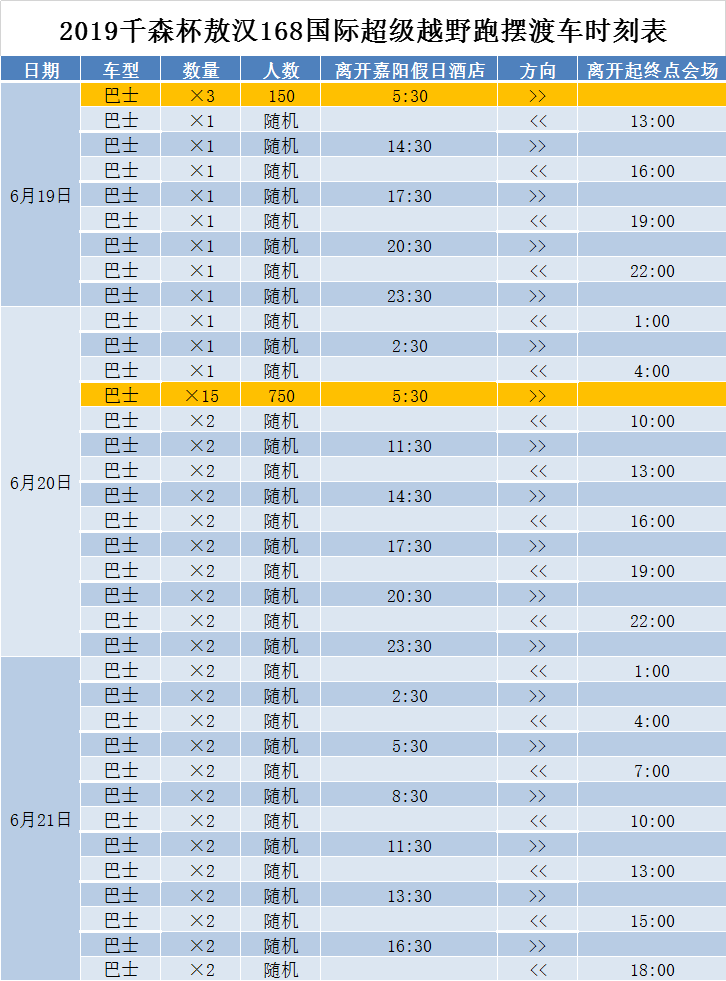 2019千森杯敖汉168国际超级越野跑摆渡车时刻表
日期 车型 数量 人数 离开嘉阳假日酒店 方向 离开起终点会场
6月19日
巴士 ×3 150 5:30 >>
巴士 ×1 随机 << 13:00
巴士 ×1 随机 14:30 >>
巴士 ×1 随机 << 16:00
巴士 ×1 随机 17:30 >>
巴士 ×1 随机 << 19:00
巴士 ×1 随机 20:30 >>
巴士 ×1 随机 << 22:00
巴士 ×1 随机 23:30 >>
6月20日
巴士 ×1 随机 << 1:00
巴士 ×1 随机 2:30 >>
巴士 ×1 随机 << 4:00
巴士 ×15 750 5:30 >>
巴士 ×2 随机 << 10:00
巴士 ×2 随机 11:30 >>
巴士 ×2 随机 << 13:00
巴士 ×2 随机 14:30 >>
巴士 ×2 随机 << 16:00
巴士 ×2 随机 17:30 >>
巴士 ×2 随机 << 19:00
巴士 ×2 随机 20:30 >>
巴士 ×2 随机 << 22:00
巴士 ×2 随机 23:30 >>
6月21日
巴士 ×2 随机 << 1:00
巴士 ×2 随机 2:30 >>
巴士 ×2 随机 << 4:00
巴士 ×2 随机 5:30 >>
巴士 ×2 随机 << 7:00
巴士 ×2 随机 8:30 >>
巴士 ×2 随机 << 10:00
巴士 ×2 随机 11:30 >>
巴士 ×2 随机 << 13:00
巴士 ×2 随机 13:30 >>
巴士 ×2 随机 << 15:00
巴士 ×2 随机 16:30 >>
巴士 ×2 随机 << 18:00